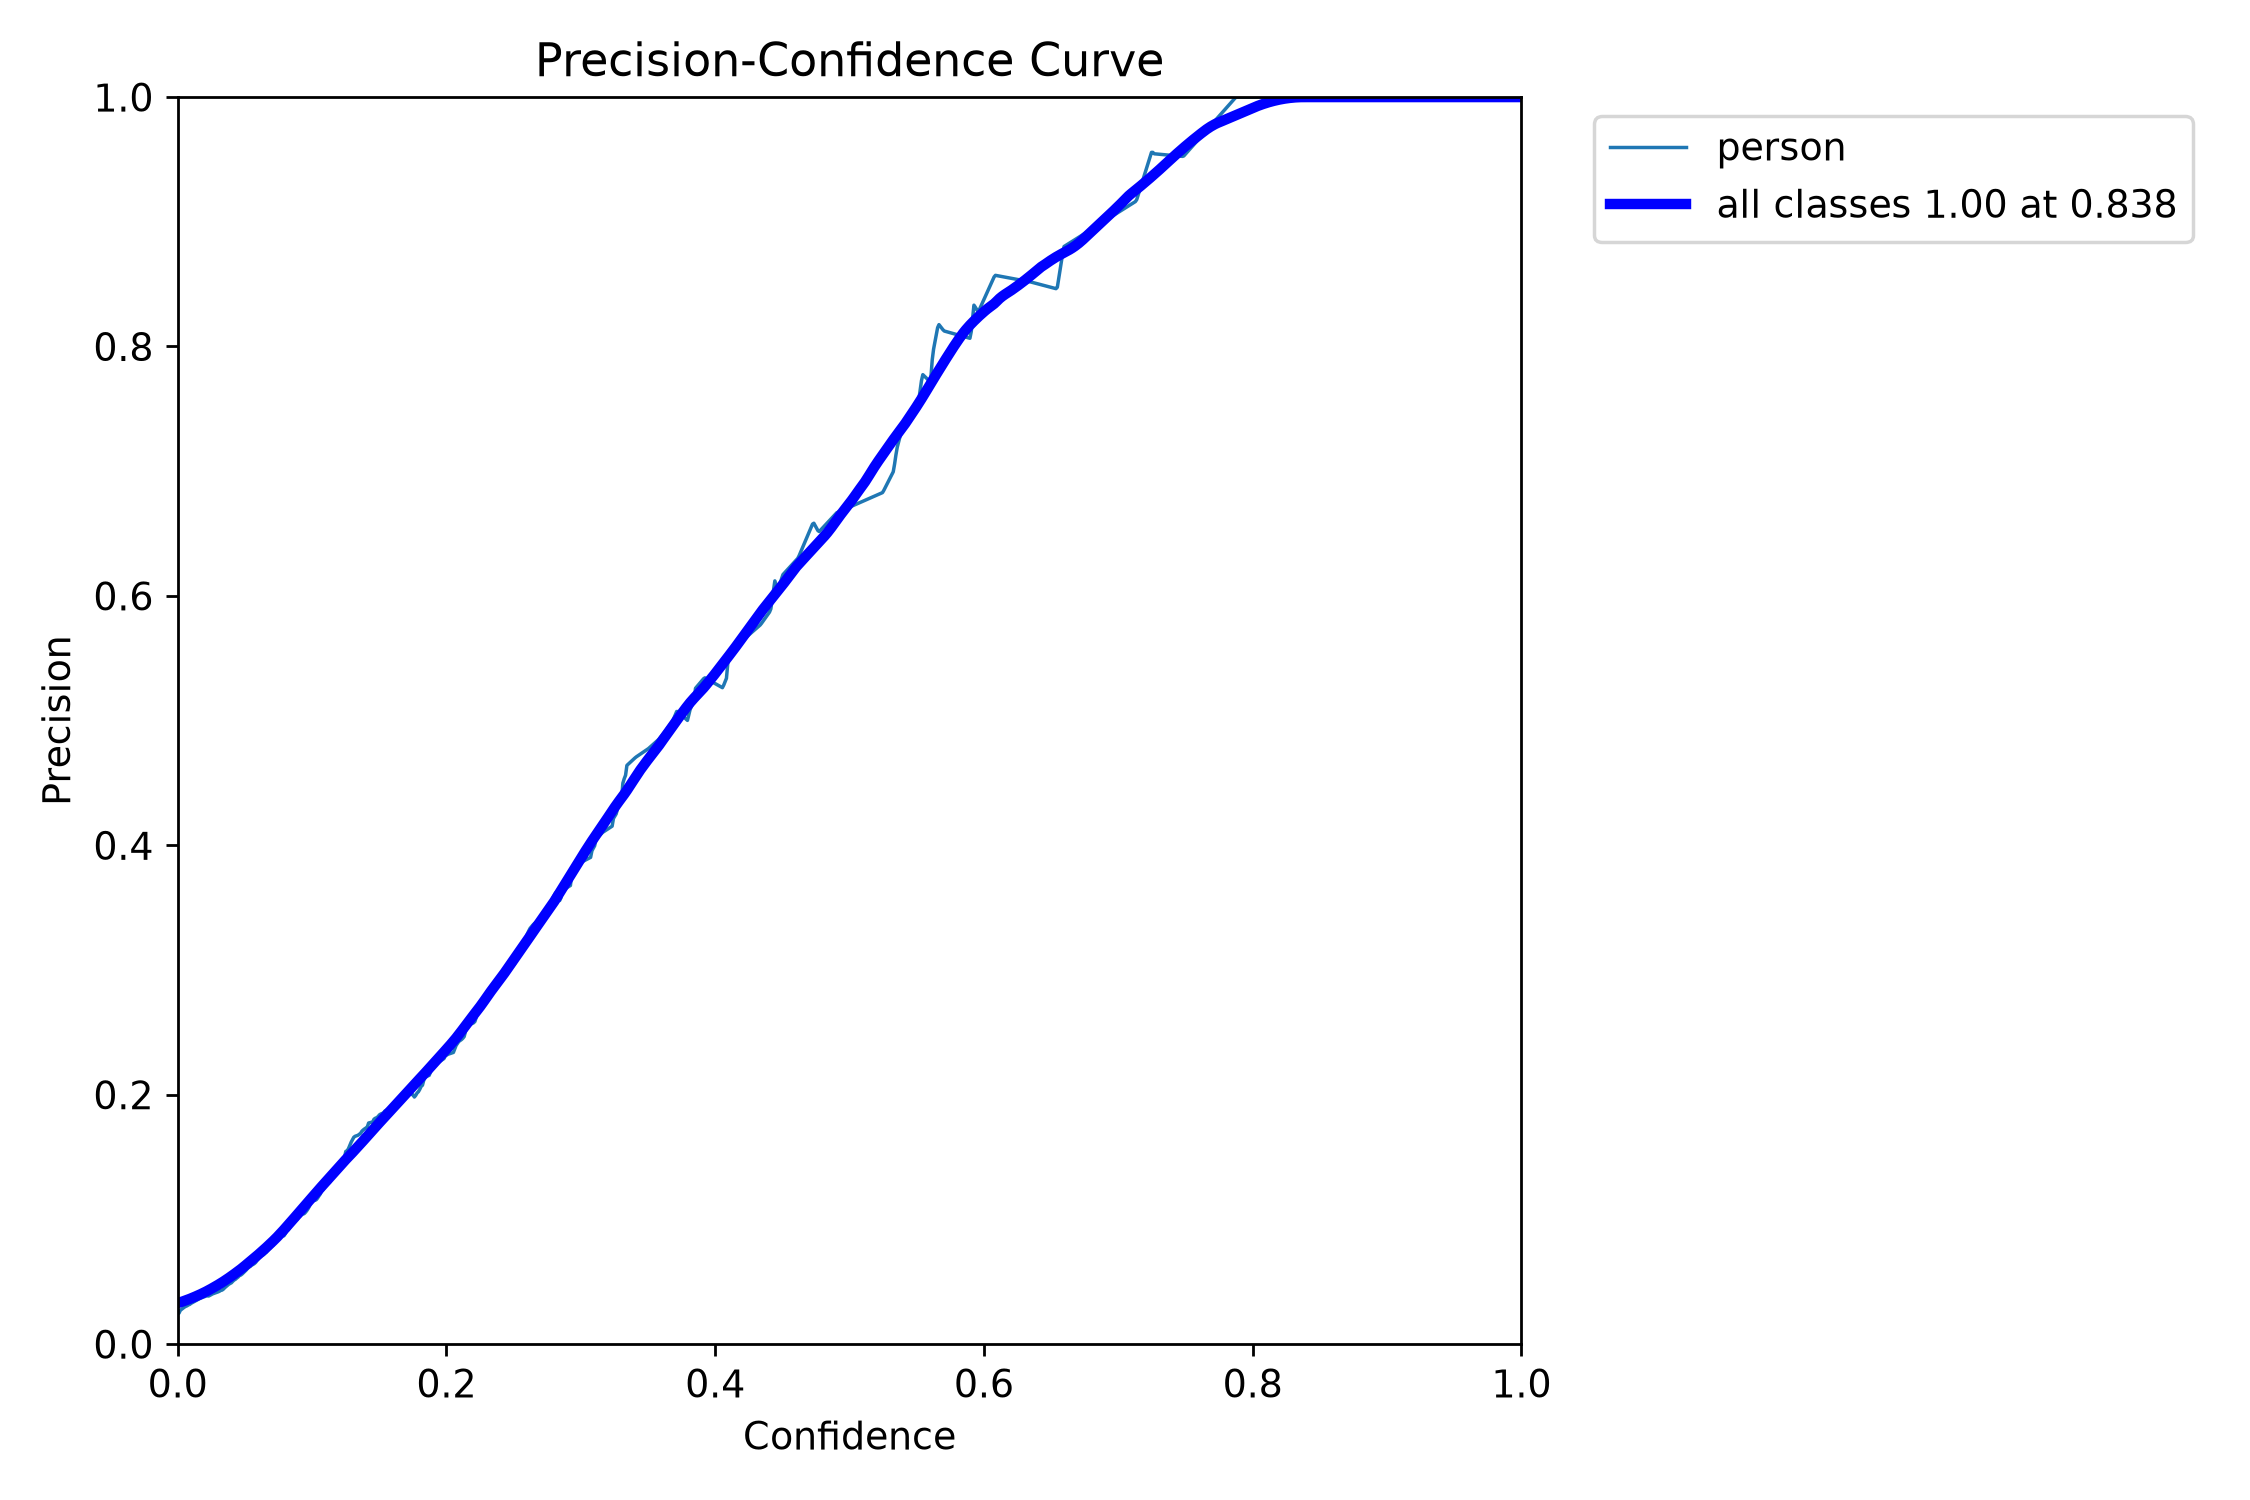 Precision-Confidence Curve
1.0
0.8
0.6
0.4
0.2
0.0
Precision
0.0 0.2 0.4 0.6 0.8 1.0
Confidence
person
all classes 1.00 at 0.838